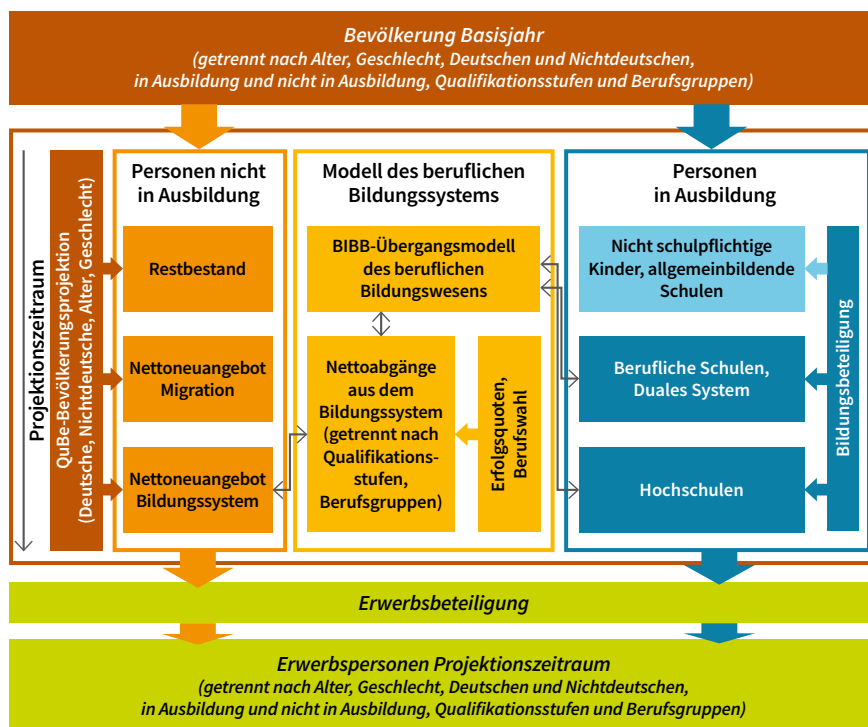 Bevölkerung Basisjahr
(getrennt nach Alter, Geschlecht, Deutschen und Nichtdeutschen,
in Ausbildung und nicht in Ausbildung, Qualifikationsstufen und Berufsgruppen)
Projektionszeitraum
QuBe-Bevölkerungsprojektion
(Deutsche, Nichtdeutsche, Alter, Geschlecht)
Personen nicht
in Ausbildung
Restbestand
Nettoneuangebot
Migration
Nettoneuangebot
Bildungssystem
Modell des beruflichen
Bildungssystems
BIBB-Übergangsmodell
des beruflichen
Bildungswesens
Nettoabgänge
aus dem
Bildungssystem
(getrennt nach
Qualifikations-
stufen,
Berufsgruppen)
Erfolgsquoten,
Berufswahl
Personen
in Ausbildung
Nicht schulpflichtige
Kinder, allgemeinbildende
Schulen
Berufliche Schulen,
Duales System
Hochschulen
Bildungsbeteiligung
Erwerbsbeteiligung
Erwerbspersonen Projektionszeitraum
(getrennt nach Alter, Geschlecht, Deutschen und Nichtdeutschen,
in Ausbildung und nicht in Ausbildung, Qualifikationsstufen und Berufsgruppen)